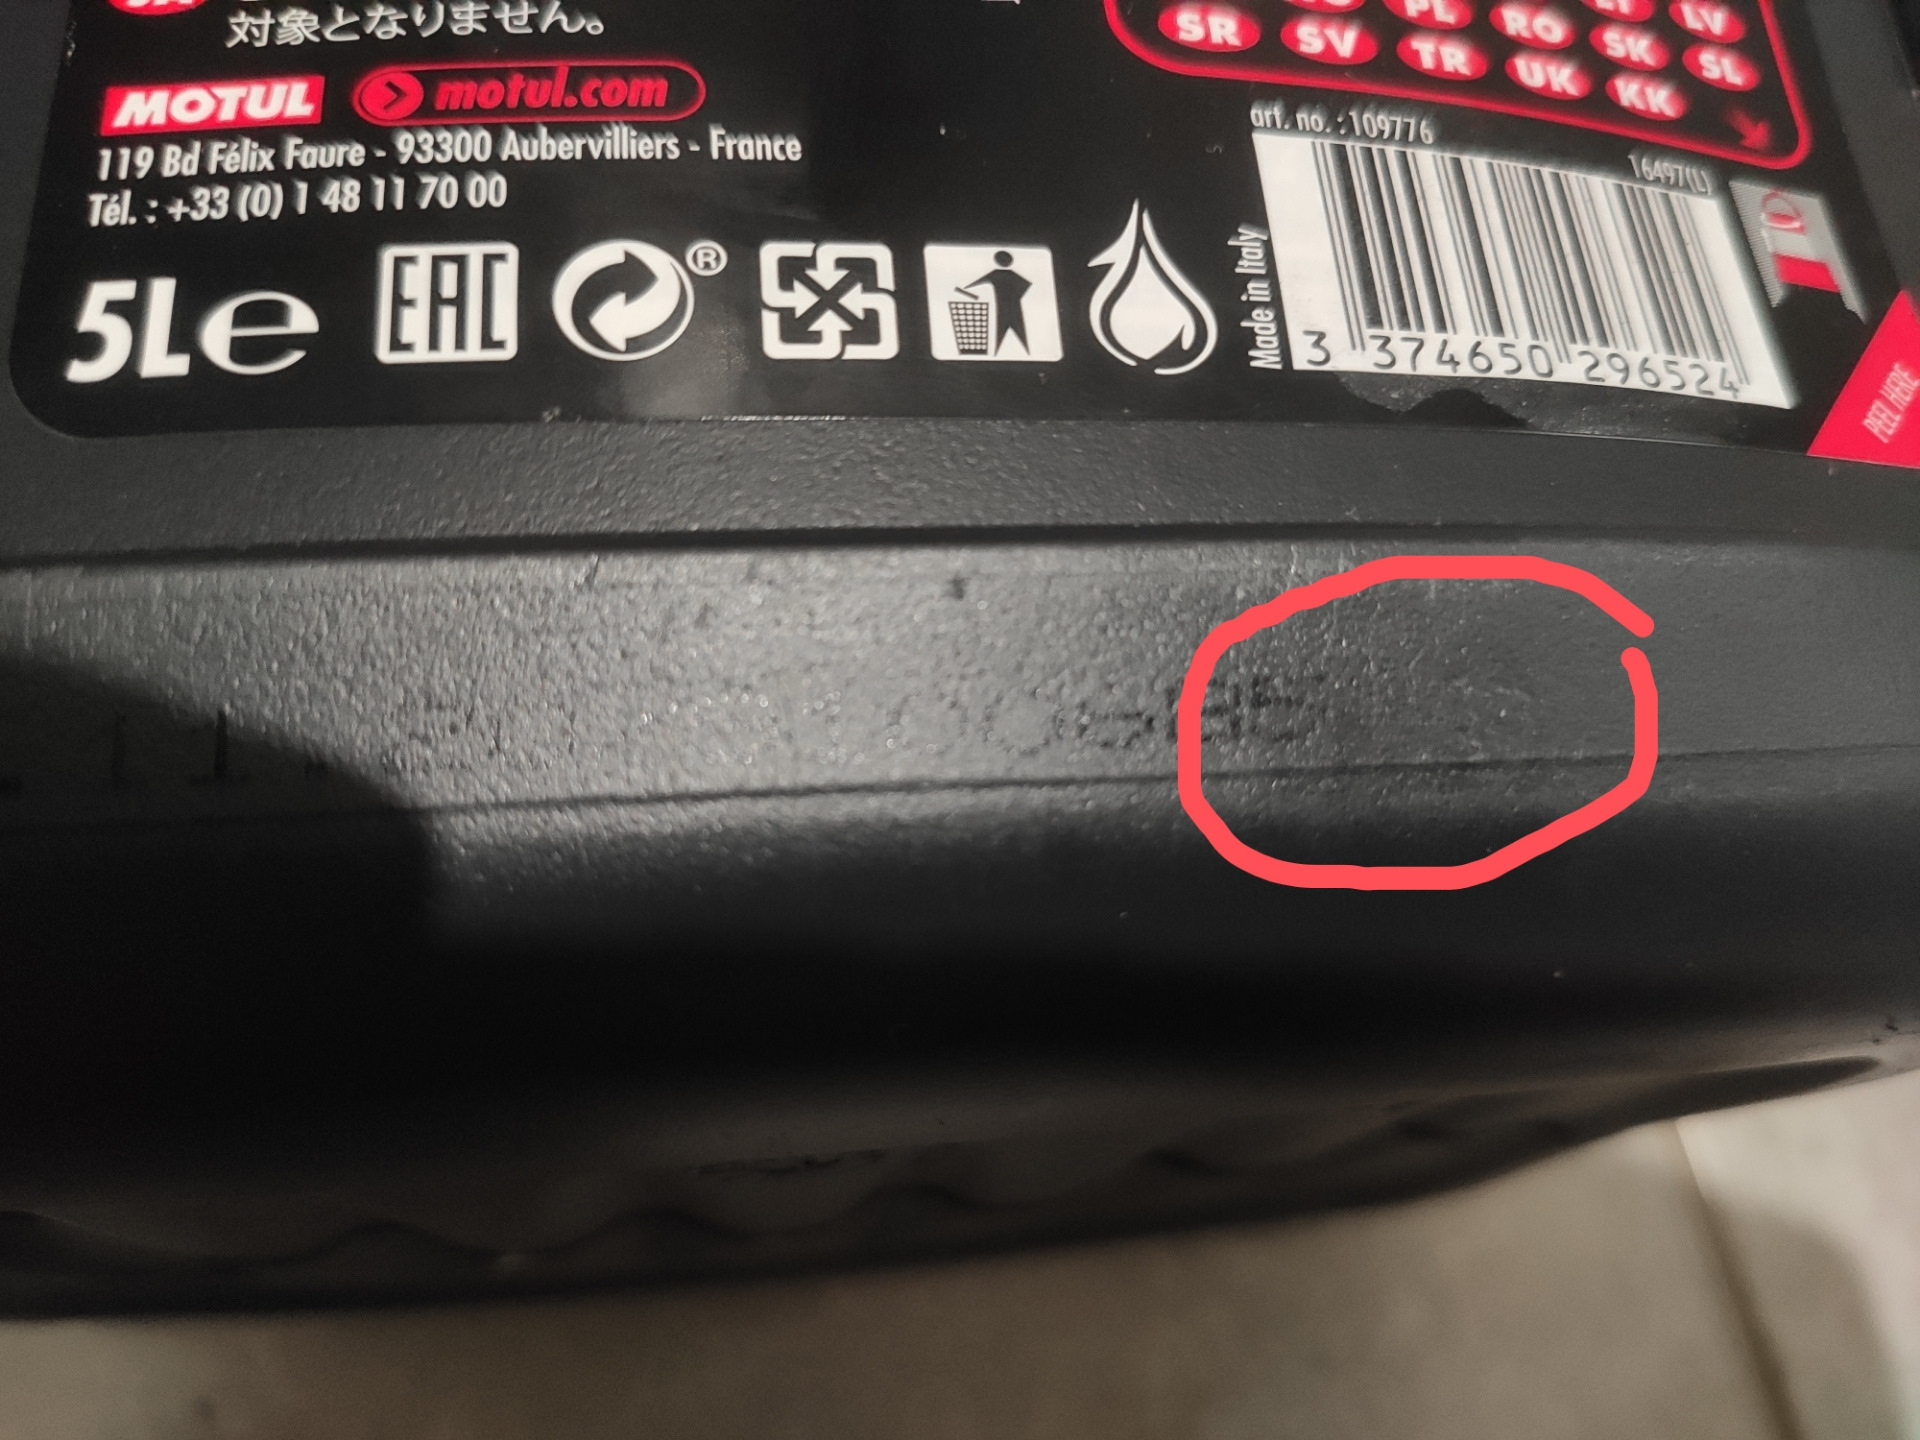 対象となりません。
PL RO LT LV
SR SV TR UK SK SL KK
MOTUL motul.com
119 Bd Félix Faure - 93300 Aubervilliers - France
Tél. : +33 (0) 1 48 11 70 00
art. no. : 109776
16497(L)
5L e EAC ®
Made in Italy
3 374650 296524
PEEL HERE